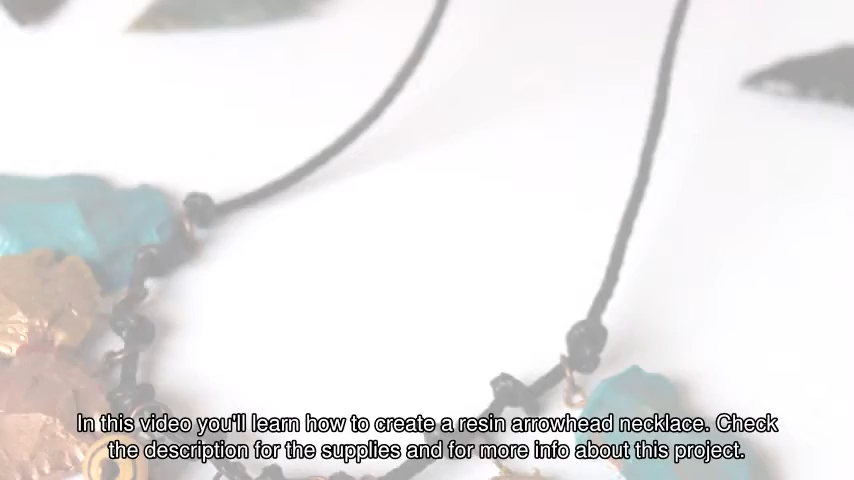 In this video you'll learn how to create a resin arrowhead necklace. Check
the description for the supplies and for more info about this project.